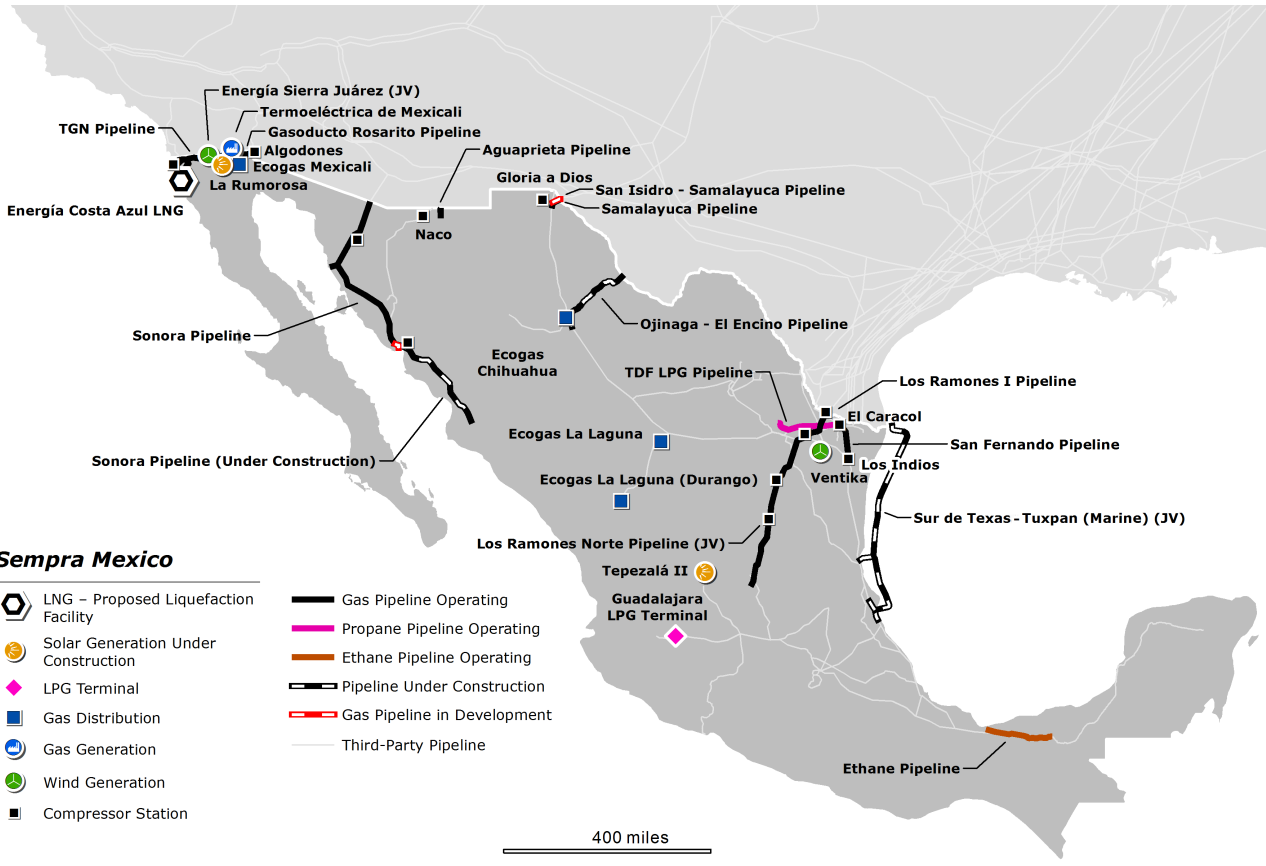 Energía Sierra Juárez (JV)
Termoeléctrica de Mexicali
TGN Pipeline
Gasoducto Rosarito Pipeline
Algodones
Ecogas Mexicali
La Rumorosa
Energía Costa Azul LNG
Aguaprieta Pipeline
Gloria a Dios
San Isidro - Samalayuca Pipeline
Samalayuca Pipeline
Naco
Sonora Pipeline
Ojinaga - El Encino Pipeline
Ecogas
Chihuahua
TDF LPG Pipeline
Los Ramones I Pipeline
El Caracol
Ecogas La Laguna
San Fernando Pipeline
Sonora Pipeline (Under Construction)
Los Indios
Ventika
Ecogas La Laguna (Durango)
Sur de Texas - Tuxpan (Marine) (JV)
Los Ramones Norte Pipeline (JV)
Tepezalá II
Guadalajara
LPG Terminal
Ethane Pipeline
Sempra Mexico
LNG – Proposed Liquefaction
Facility
Solar Generation Under
Construction
LPG Terminal
Gas Distribution
Gas Generation
Wind Generation
Compressor Station
Gas Pipeline Operating
Propane Pipeline Operating
Ethane Pipeline Operating
Pipeline Under Construction
Gas Pipeline in Development
Third-Party Pipeline
400 miles